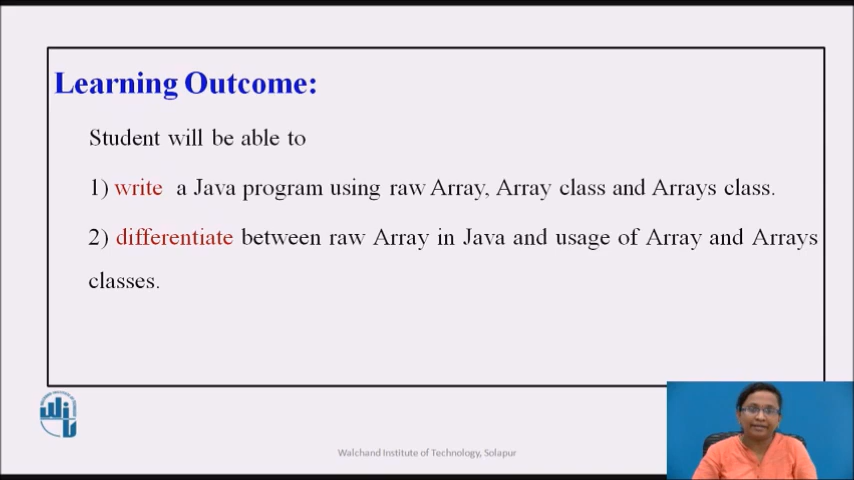 Learning Outcome:
Student will be able to
1) write a Java program using raw Array, Array class and Arrays class.
2) differentiate between raw Array in Java and usage of Array and Arrays
classes.
Walchand Institute of Technology, Solapur